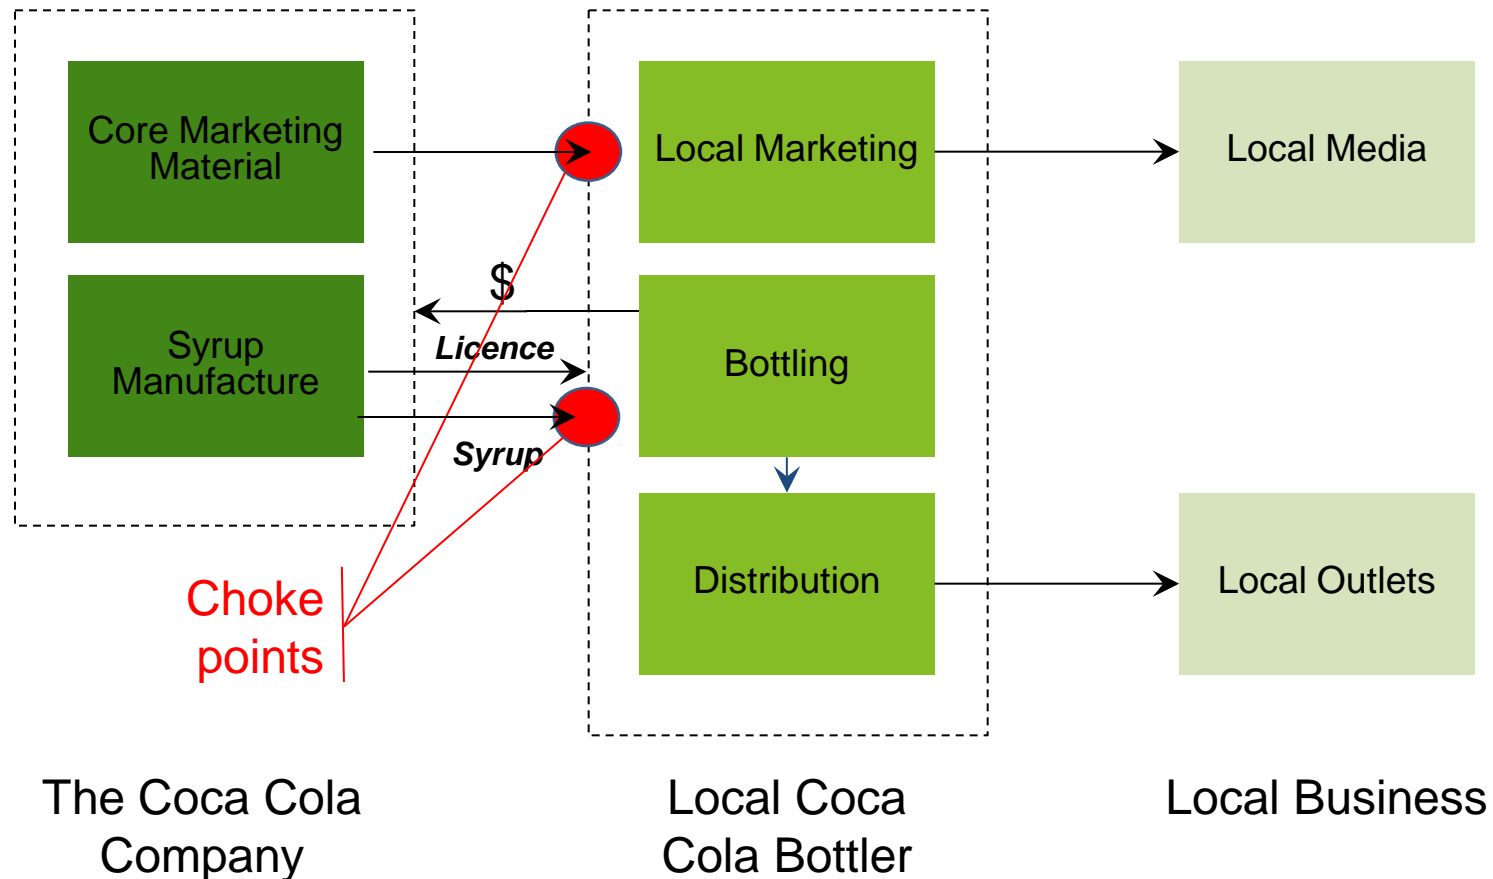 Core Marketing
Material
Local Marketing
Local Media
$
Licence
Syrup
Manufacture
Bottling
Syrup
Choke
points
Distribution
Local Outlets
The Coca Cola
Company
Local Coca
Cola Bottler
Local Business